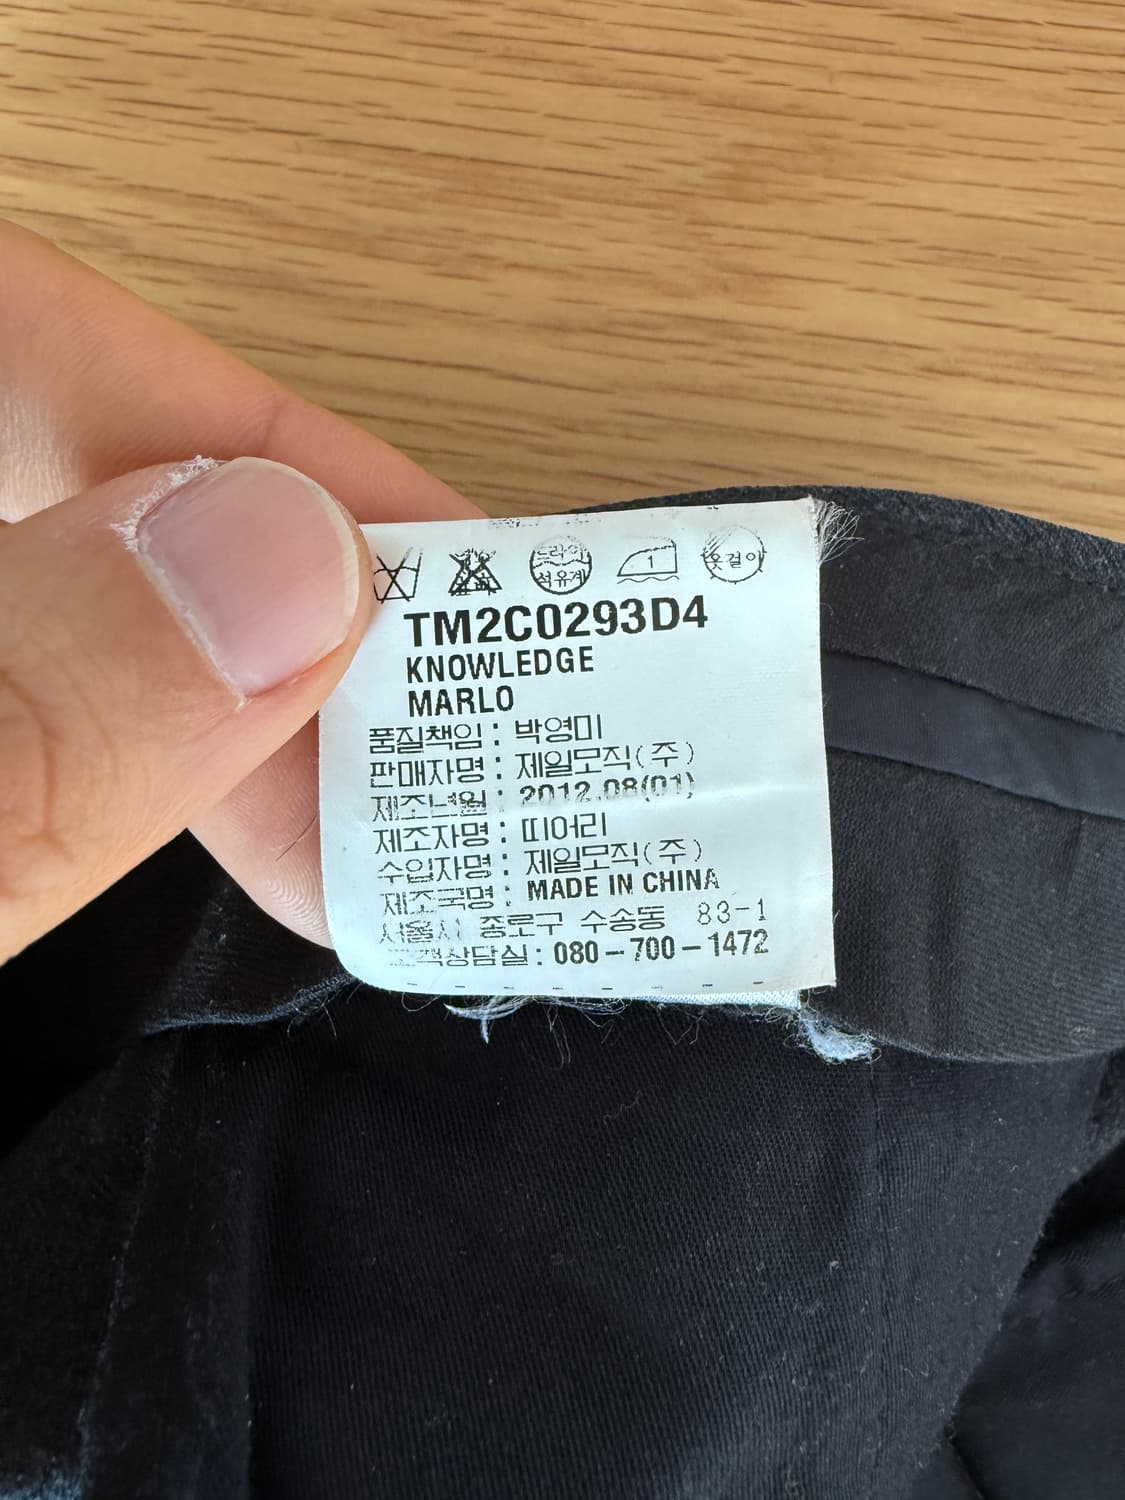 드라이
석유계
1
옷걸이
TM2C0293D4
KNOWLEDGE
MARLO
품질책임 : 박영미
판매자명 : 제일모직(주)
제조년월 : 2012.08(01)
제조자명 : 띠어리
수입자명 : 제일모직(주)
제조국명 : MADE IN CHINA
서울시 종로구 수송동 83-1
고객상담실 : 080-700-1472